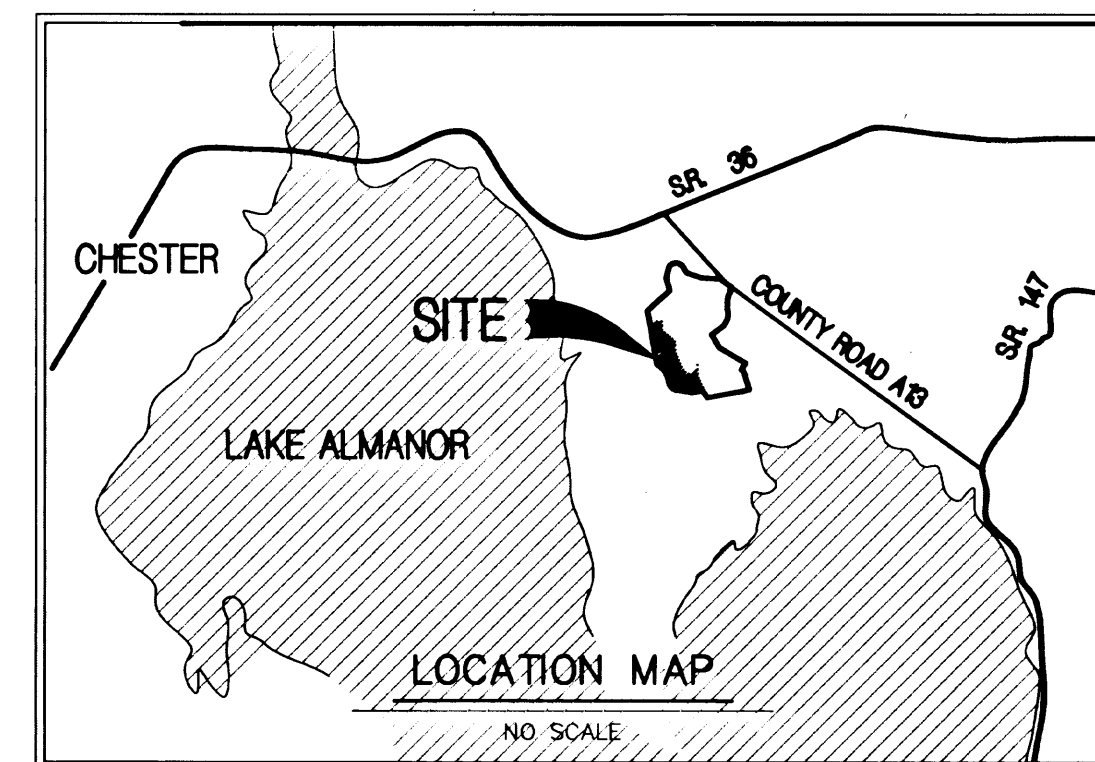 S.R. 36
CHESTER
SITE
COUNTY ROAD A13
S.R. 147
LAKE ALMANOR
LOCATION MAP
NO SCALE